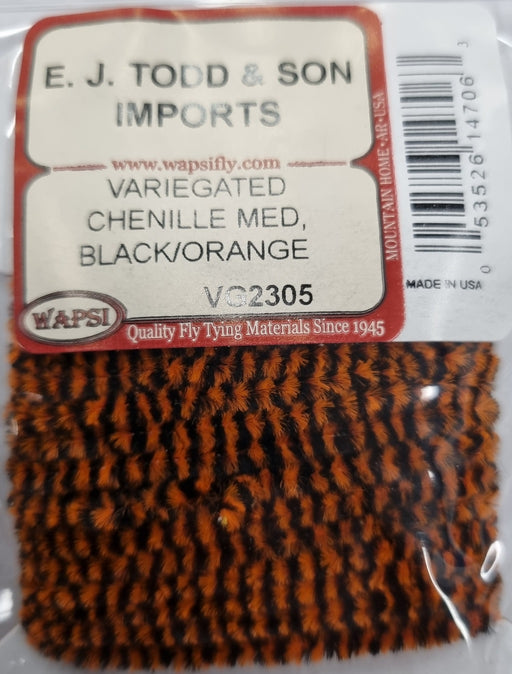 E. J. TODD & SON
IMPORTS
www.wapsifly.com
VARIEGATED
CHENILLE MED,
BLACK/ORANGE
VG2305
WAPSI
Quality Fly Tying Materials Since 1945
MOUNTAIN HOME·AR·USA
0 53526 14706 3
MADE IN USA